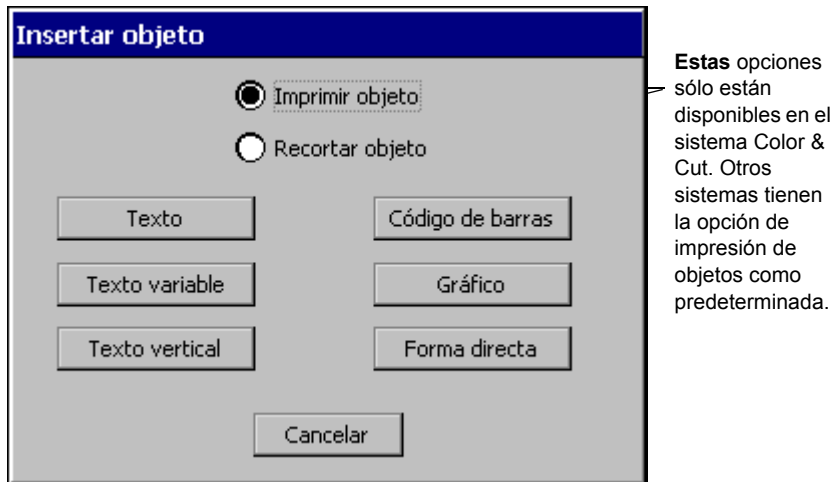 Insertar objeto
Imprimir objeto
Recortar objeto
Texto
Código de barras
Texto variable
Gráfico
Texto vertical
Forma directa
Cancelar
Estas opciones
sólo están
disponibles en el
sistema Color &
Cut. Otros
sistemas tienen
la opción de
impresión de
objetos como
predeterminada.